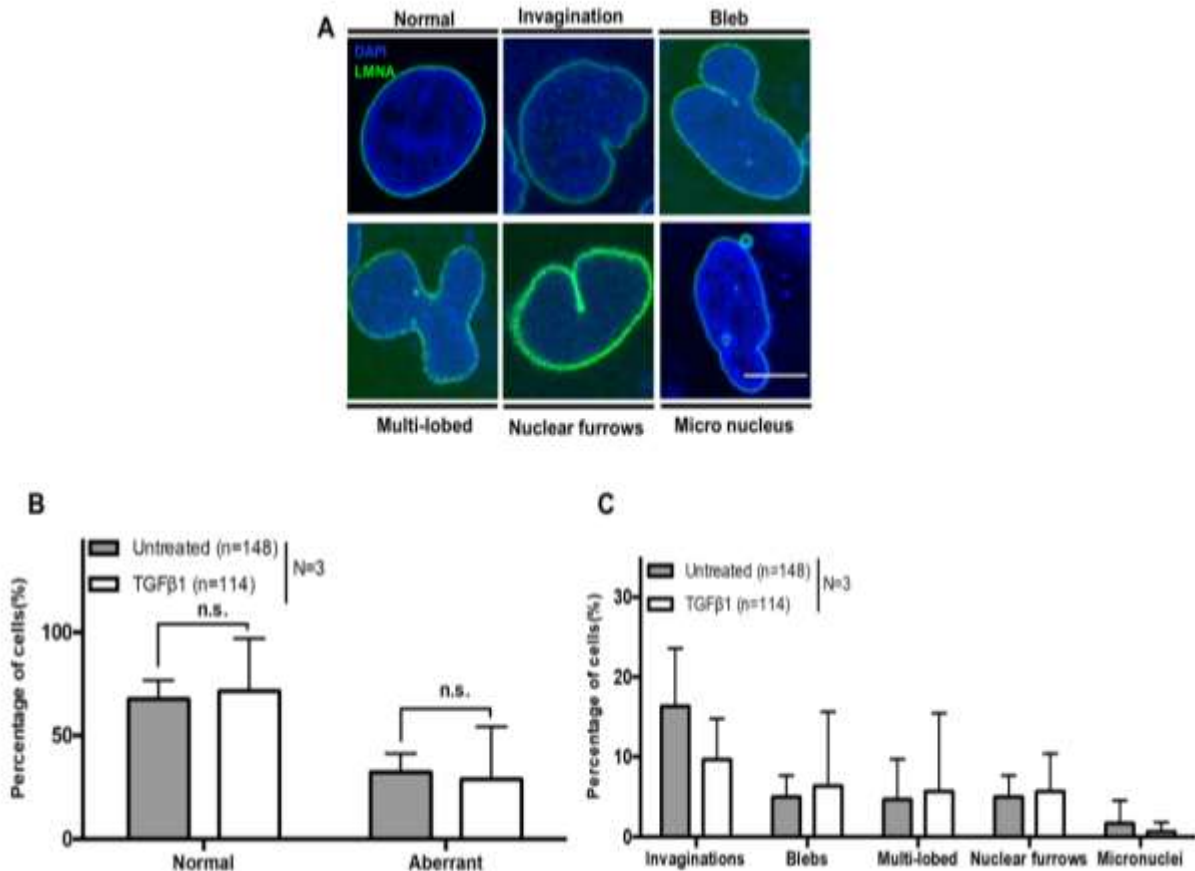 A
Normal
Invagination
Bleb
DAPI
LMNA
Multi-lobed
Nuclear furrows
Micro nucleus
B
Untreated (n=148)
TGFβ1 (n=114)
N=3
n.s.
n.s.
Percentage of cells(%)
100
50
0
Normal
Aberrant
C
Untreated (n=148)
TGFβ1 (n=114)
N=3
Percentage of cells(%)
30
20
10
0
Invaginations
Blebs
Multi-lobed
Nuclear furrows
Micronuclei